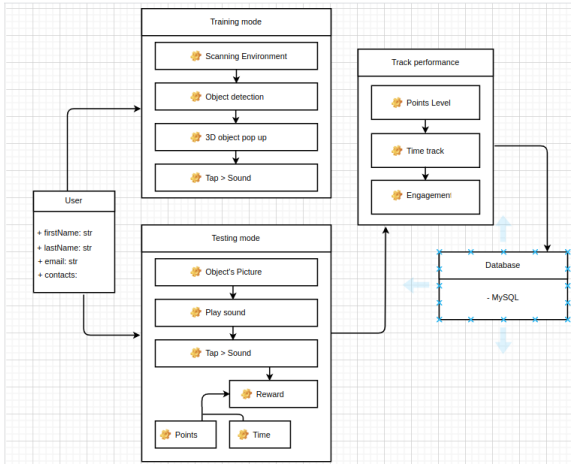 Training mode
Scanning Environment
Object detection
3D object pop up
Tap > Sound
Track performance
Points Level
Time track
Engagement
User
+ firstName: str
+ lastName: str
+ email: str
+ contacts:
Testing mode
Object's Picture
Play sound
Tap > Sound
Reward
Points
Time
Database
- MySQL